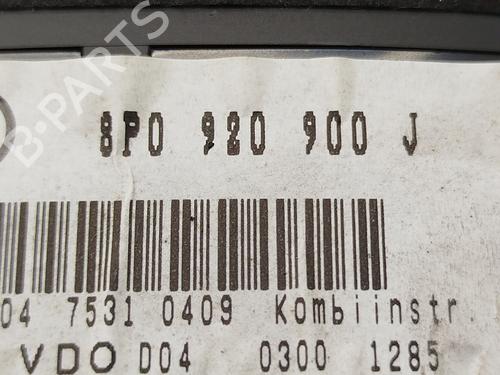 8P0 920 900 J
04 7531 0409 Kombiinstr.
VDO D04 0300 1285
B-PARTS